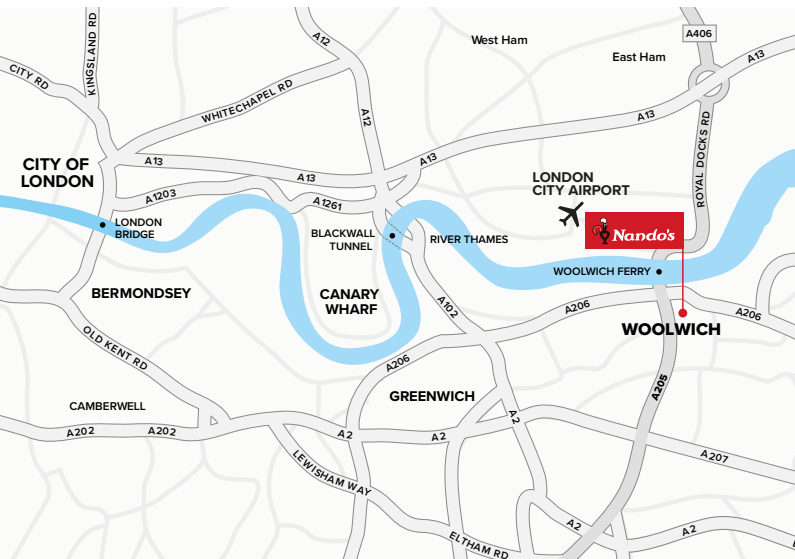 A12
West Ham
A406
KINGSLAND RD
East Ham
A13
CITY RD
WHITECHAPEL RD
A12
A13
ROYAL DOCKS RD
CITY OF
LONDON
A13
A13
A13
LONDON
CITY AIRPORT
A1203
A1261
LONDON
BRIDGE
BLACKWALL
TUNNEL
RIVER THAMES
Nando's
WOOLWICH FERRY
BERMONDSEY
CANARY
WHARF
A102
A206
A206
WOOLWICH
OLD KENT RD
A206
A205
GREENWICH
CAMBERWELL
A202
A202
A2
A2
A2
A207
LEWISHAM WAY
A2
A2
ELTHAM RD